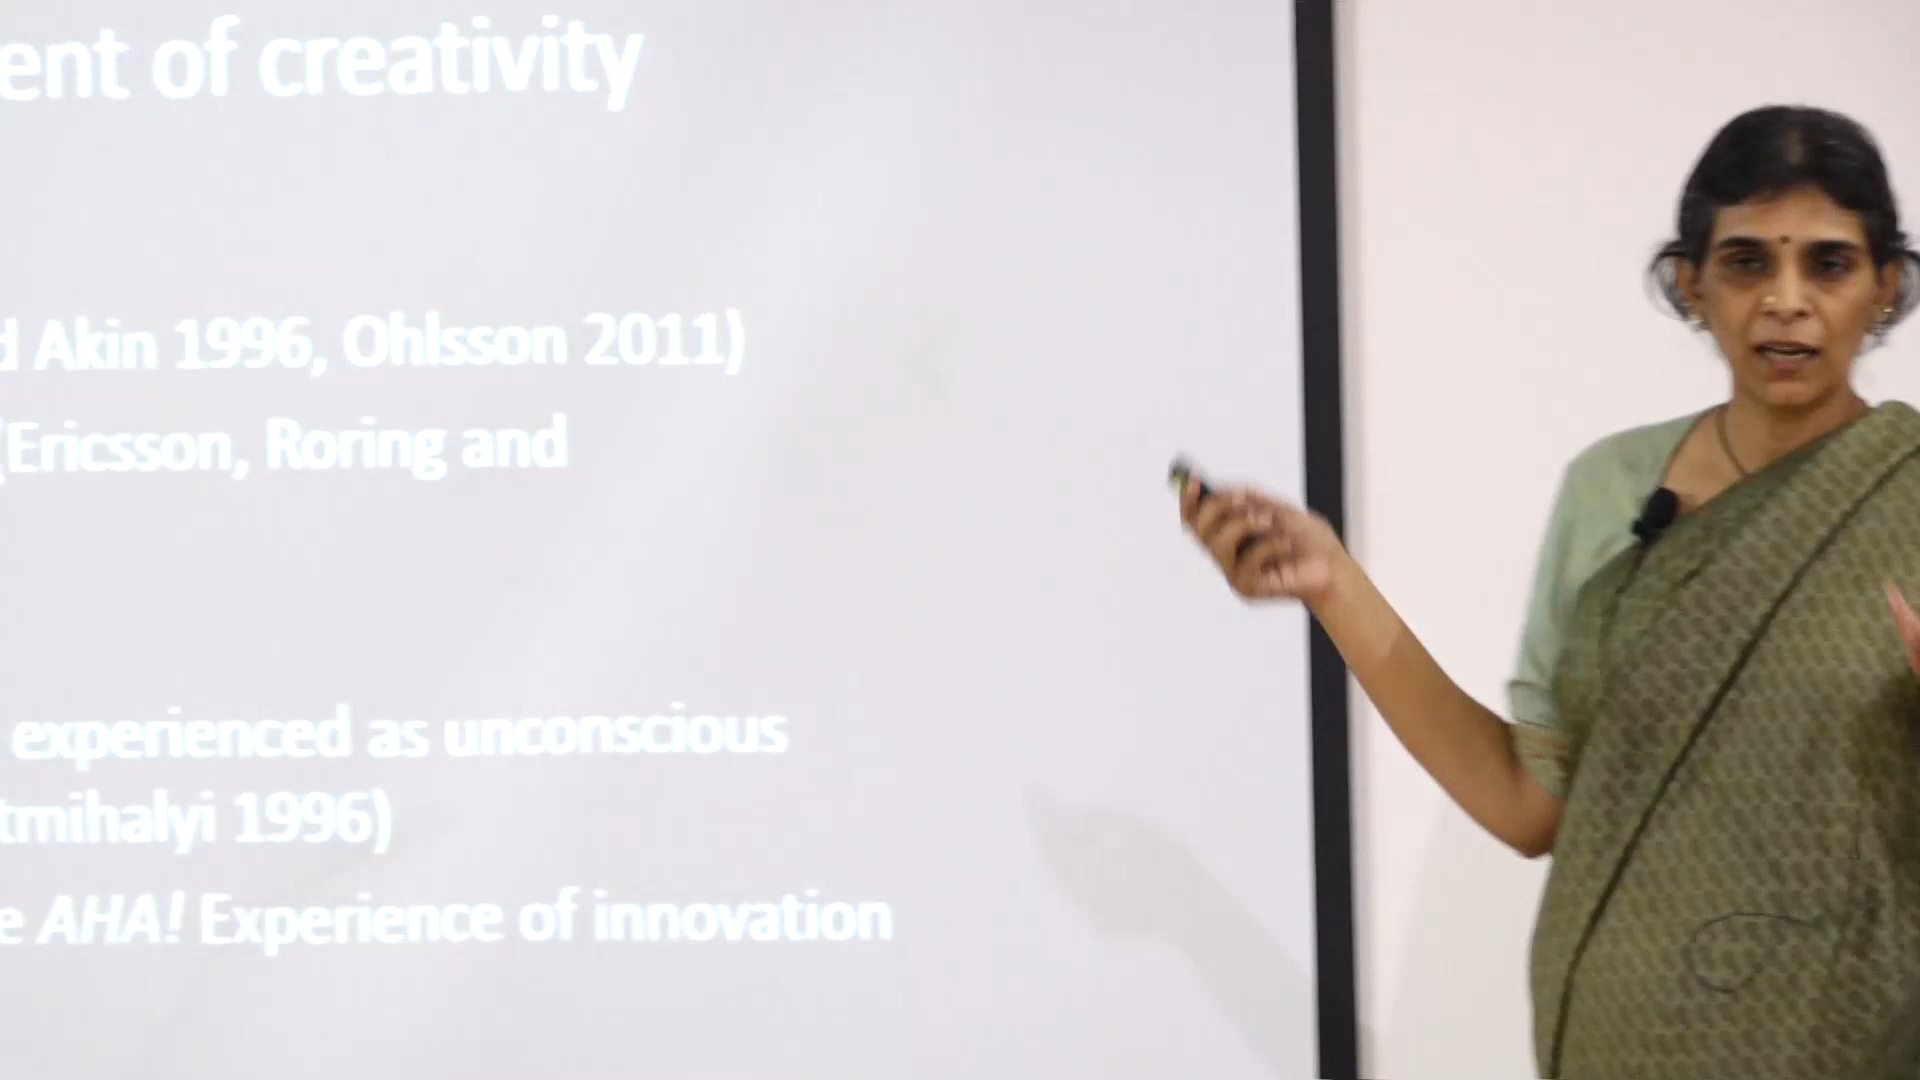 ent of creativity
d Akin 1996, Ohlsson 2011)
(Ericsson, Roring and
experienced as unconscious
tmihalyi 1996)
e AHA! Experience of innovation